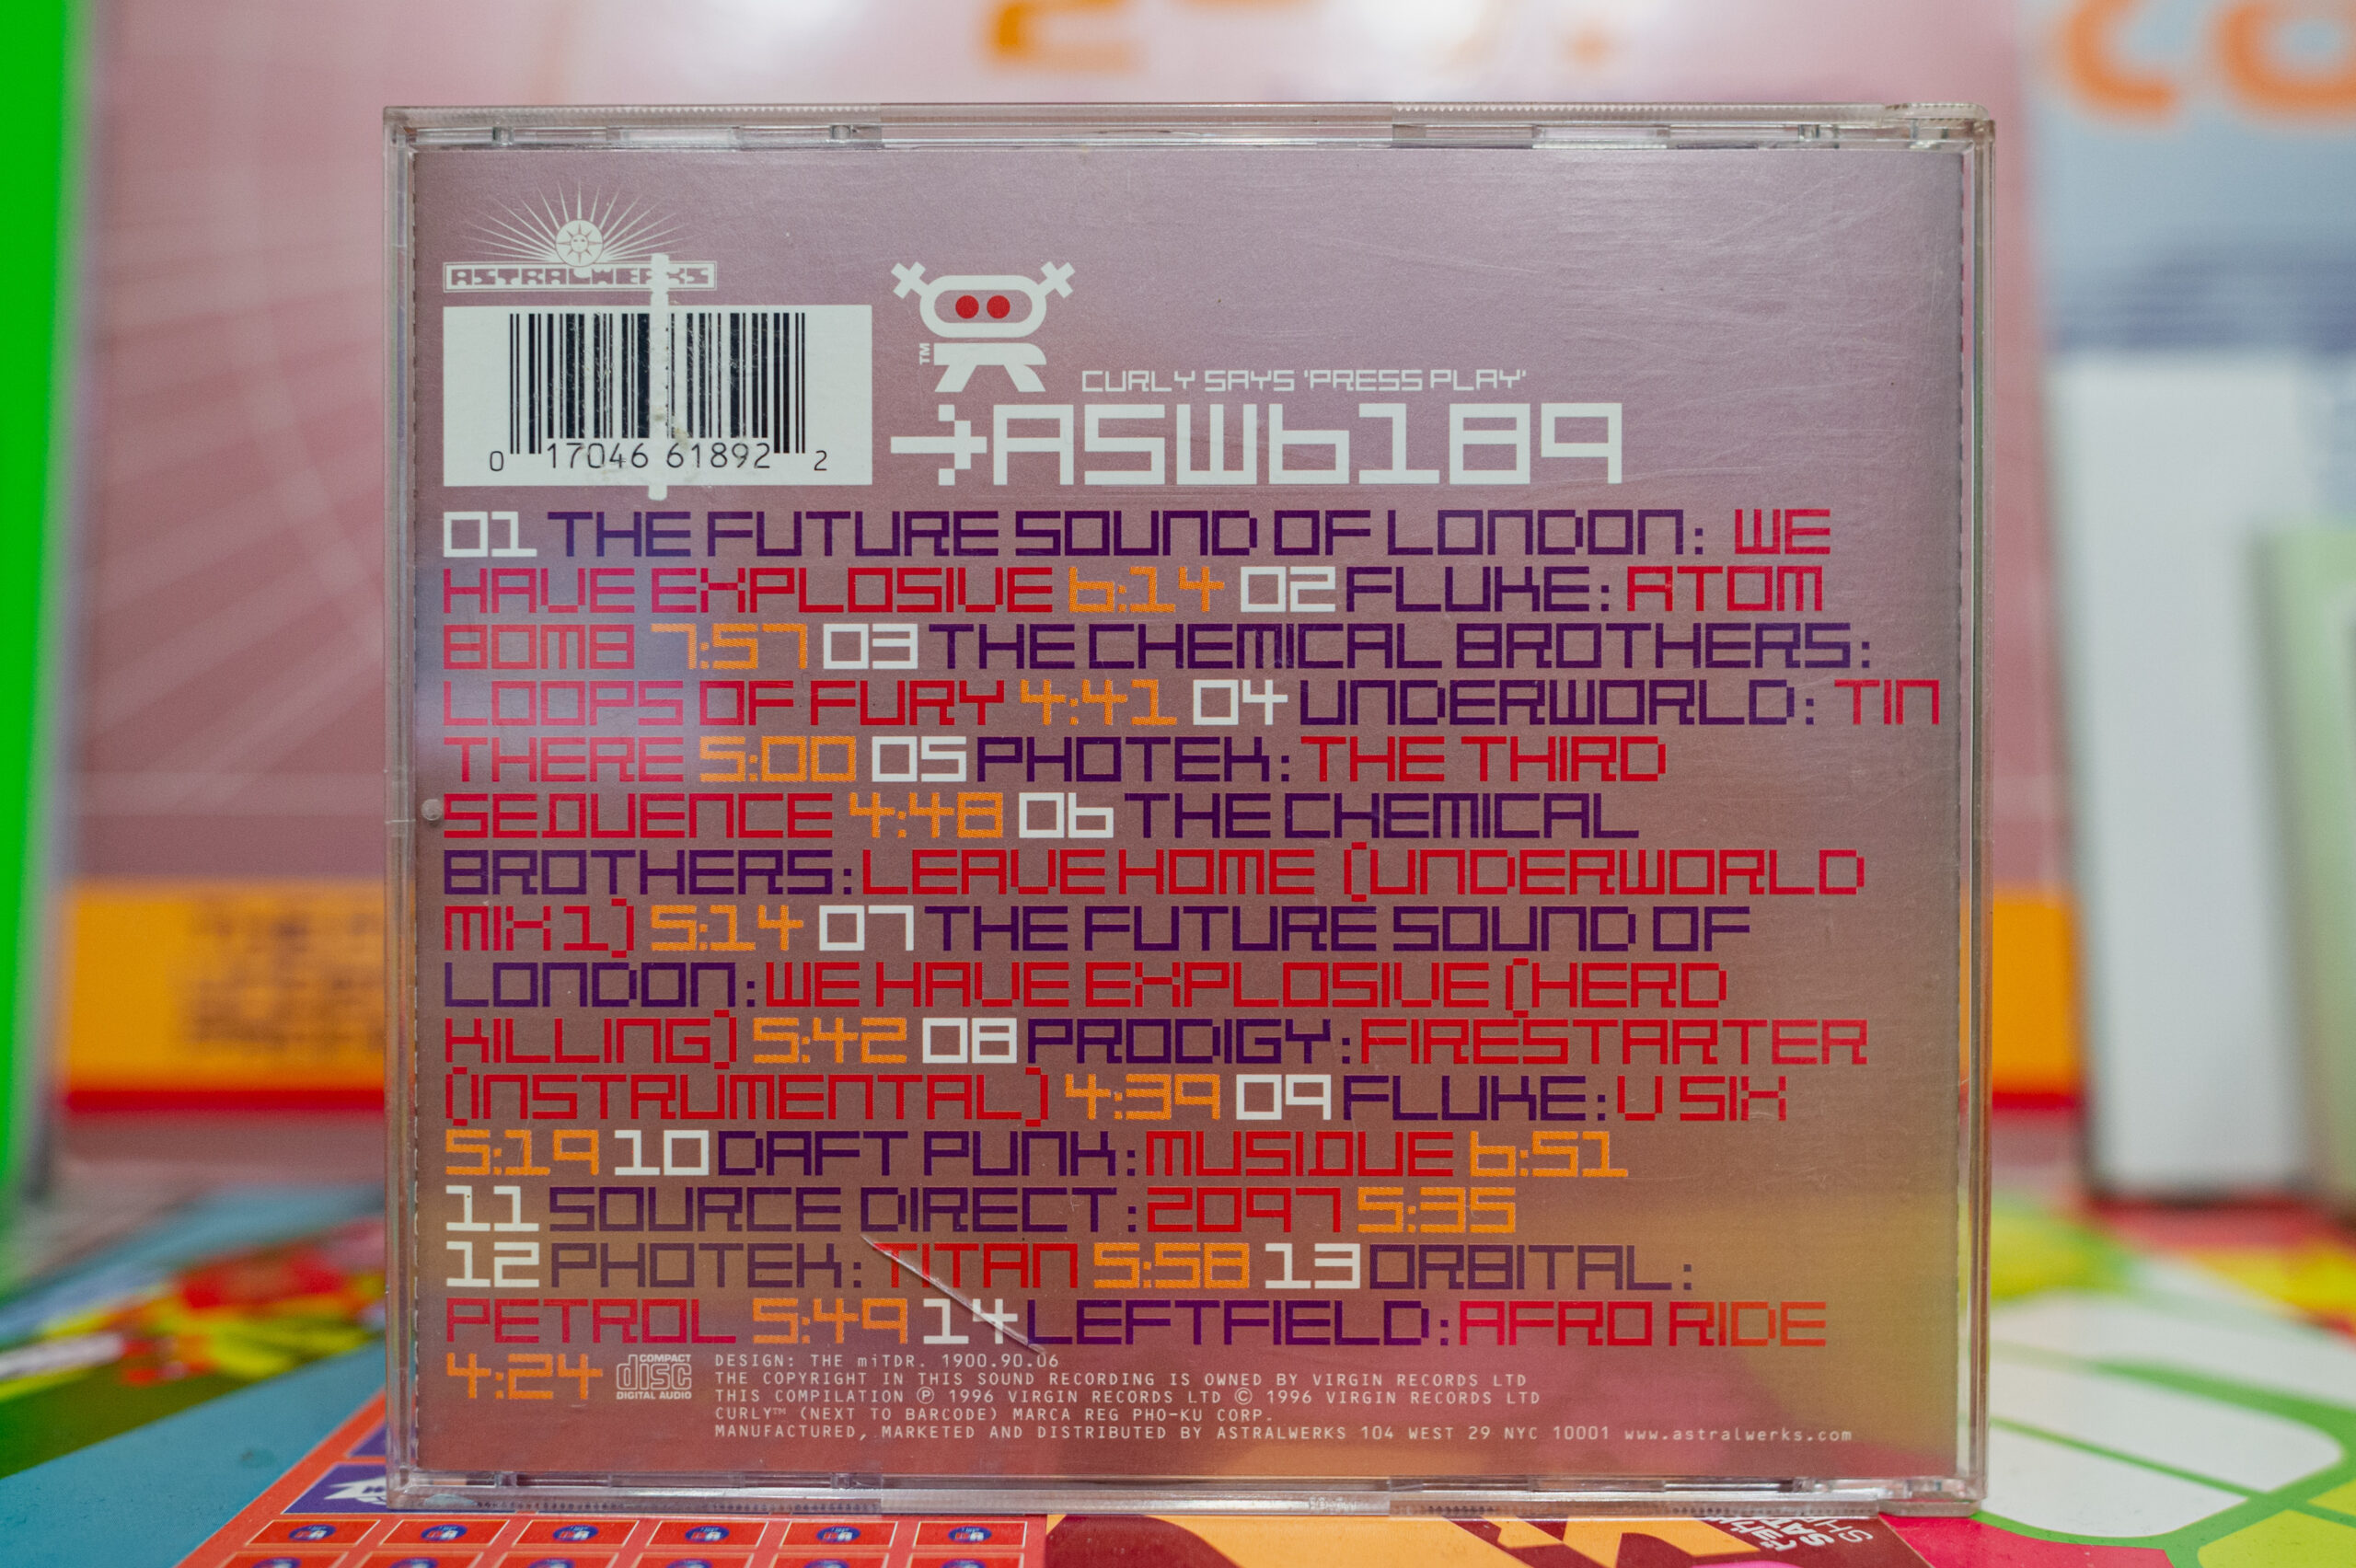 ASTRALWERKS
0 17046 61892 2
TM
CURLY SAYS 'PRESS PLAY'
→ASW6189
01 THE FUTURE SOUND OF LONDON: WE
HAVE EXPLOSIVE 6:14 02 FLUKE: ATOM
BOMB 7:57 03 THE CHEMICAL BROTHERS:
LOOPS OF FURY 4:41 04 UNDERWORLD: TIN
THERE 5:00 05 PHOTEK: THE THIRD
SEQUENCE 4:48 06 THE CHEMICAL
BROTHERS: LEAVE HOME (UNDERWORLD
MIX 1) 5:14 07 THE FUTURE SOUND OF
LONDON: WE HAVE EXPLOSIVE (HERD
KILLING) 5:42 08 PRODIGY: FIRESTARTER
(INSTRUMENTAL) 4:39 09 FLUKE: V SIX
5:19 10 DAFT PUNK: MUSIQUE 6:51
11 SOURCE DIRECT: 2097 5:35
12 PHOTEK: TITAN 5:58 13 ORBITAL:
PETROL 5:49 14 LEFTFIELD: AFRO RIDE
4:24
COMPACT
disc
DIGITAL AUDIO
DESIGN: THE miTDR. 1900.90.06
THE COPYRIGHT IN THIS SOUND RECORDING IS OWNED BY VIRGIN RECORDS LTD
THIS COMPILATION ℗ 1996 VIRGIN RECORDS LTD © 1996 VIRGIN RECORDS LTD
CURLY™ (NEXT TO BARCODE) MARCA REG PHO-KU CORP.
MANUFACTURED, MARKETED AND DISTRIBUTED BY ASTRALWERKS 104 WEST 29 NYC 10001 www.astralwerks.com